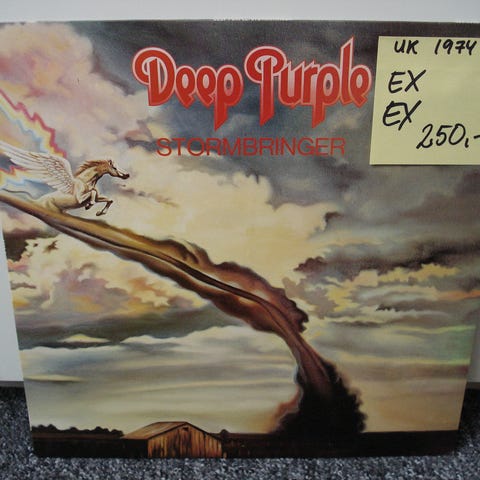 Deep Purple
STORMBRINGER
UK 1974
EX
EX
250,-